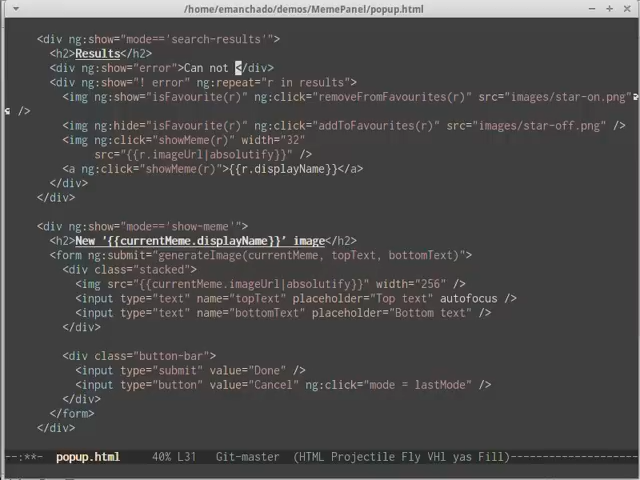 /home/emanchado/demos/MemePanel/popup.html
<div ng:show="mode=='search-results'">
<h2>Results</h2>
<div ng:show="error">Can not </div>
<div ng:show="! error" ng:repeat="r in results">
<img ng:show="isFavourite(r)" ng:click="removeFromFavourites(r)" src="images/star-on.png"
/>
<img ng:hide="isFavourite(r)" ng:click="addToFavourites(r)" src="images/star-off.png" />
<img ng:click="showMeme(r)" width="32"
src="{{r.imageUrl|absolutify}}" />
<a ng:click="showMeme(r)">{{r.displayName}}</a>
</div>
</div>
<div ng:show="mode=='show-meme'">
<h2>New '{{currentMeme.displayName}}' image</h2>
<form ng:submit="generateImage(currentMeme, topText, bottomText)">
<div class="stacked">
<img src="{{currentMeme.imageUrl|absolutify}}" width="256" />
<input type="text" name="topText" placeholder="Top text" autofocus />
<input type="text" name="bottomText" placeholder="Bottom text" />
</div>
<div class="button-bar">
<input type="submit" value="Done" />
<input type="button" value="Cancel" ng:click="mode = lastMode" />
</div>
</form>
</div>
--:**- popup.html 40% L31 Git-master (HTML Projectile Fly VHl yas Fill)-------------------